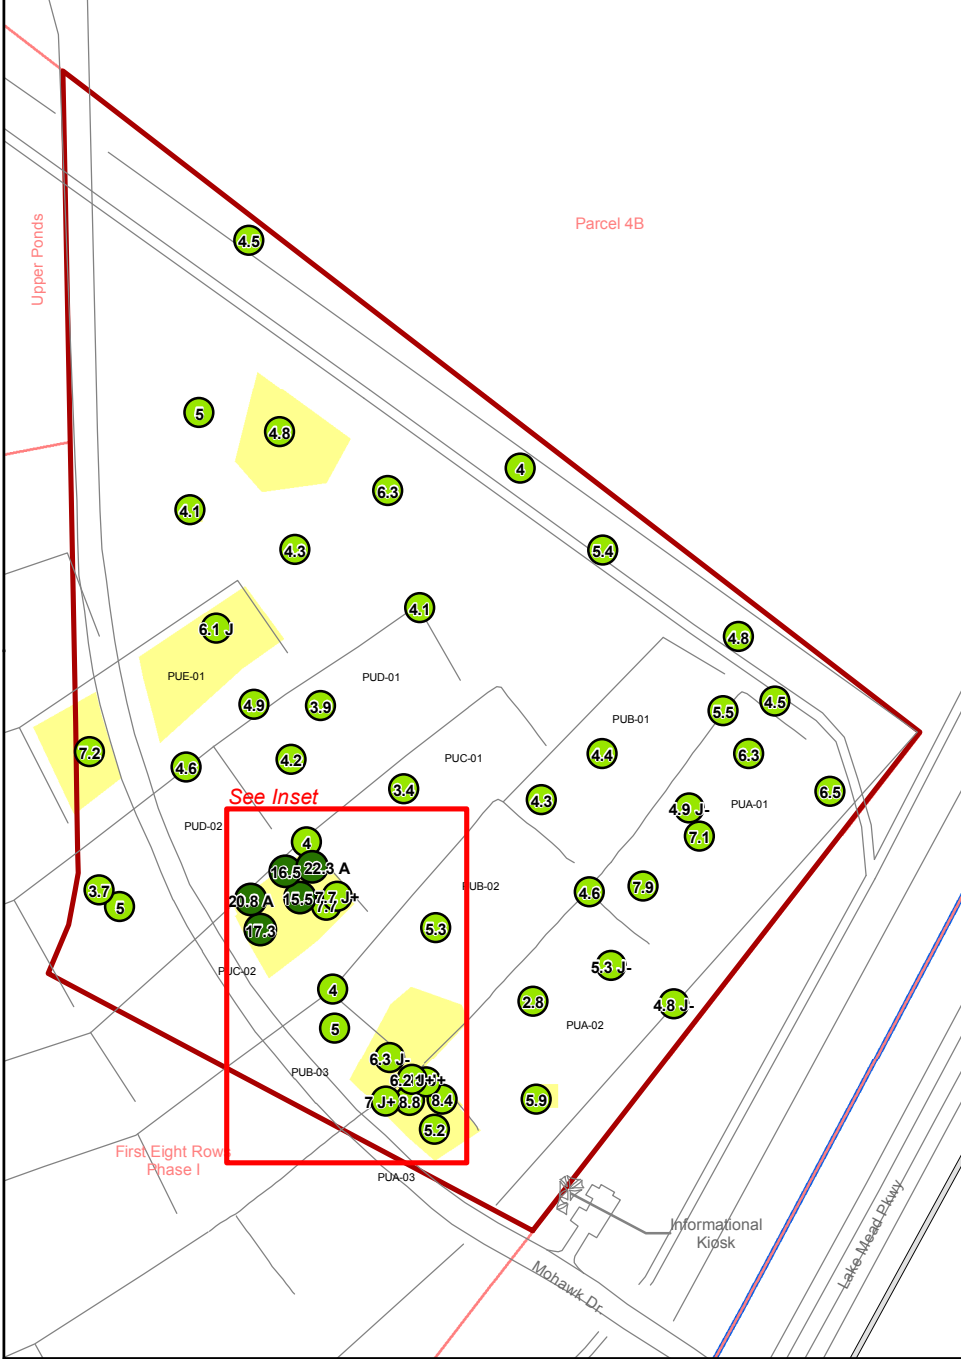 Parcel 4B
Upper Ponds
4.5
5
4.8
4
6.3
4.1
4.3
5.4
4.1
6.1 J
4.8
PUE-01
PUD-01
4.9
3.9
5.5
4.5
PUB-01
7.2
4.6
4.2
4.4
6.3
PUC-01
3.4
4.3
6.5
See Inset
4.9 J-
PUA-01
PUD-02
7.1
4
16.5
22.3 A
3.7
5
20.8 A
15.5
7.7
7.7 J+
PUB-02
4.6
7.9
17.3
5.3
PUC-02
5.3 J-
4
2.8
4.8 J-
5
PUA-02
6.3 J-
PUB-03
7 J+
8.8
8.4
5.9
5.2
First Eight Rows
Phase I
PUA-03
Informational
Kiosk
Mohawk Dr
Lake Mead Pkwy